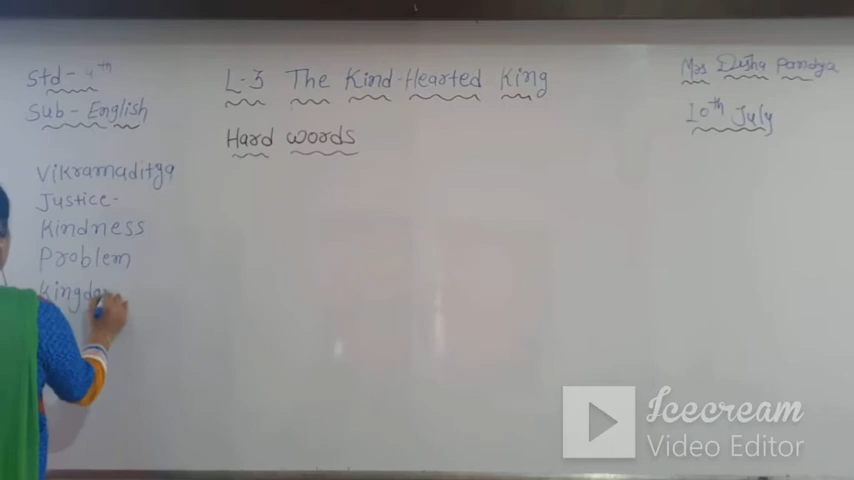 Std - 4th
Sub - English
L-3 The Kind-Hearted King
Hard words
Mrs Disha Pandya
10th July
Vikramaditya
Justice -
Kindness
Problem
Kingdo
Icecream
Video Editor